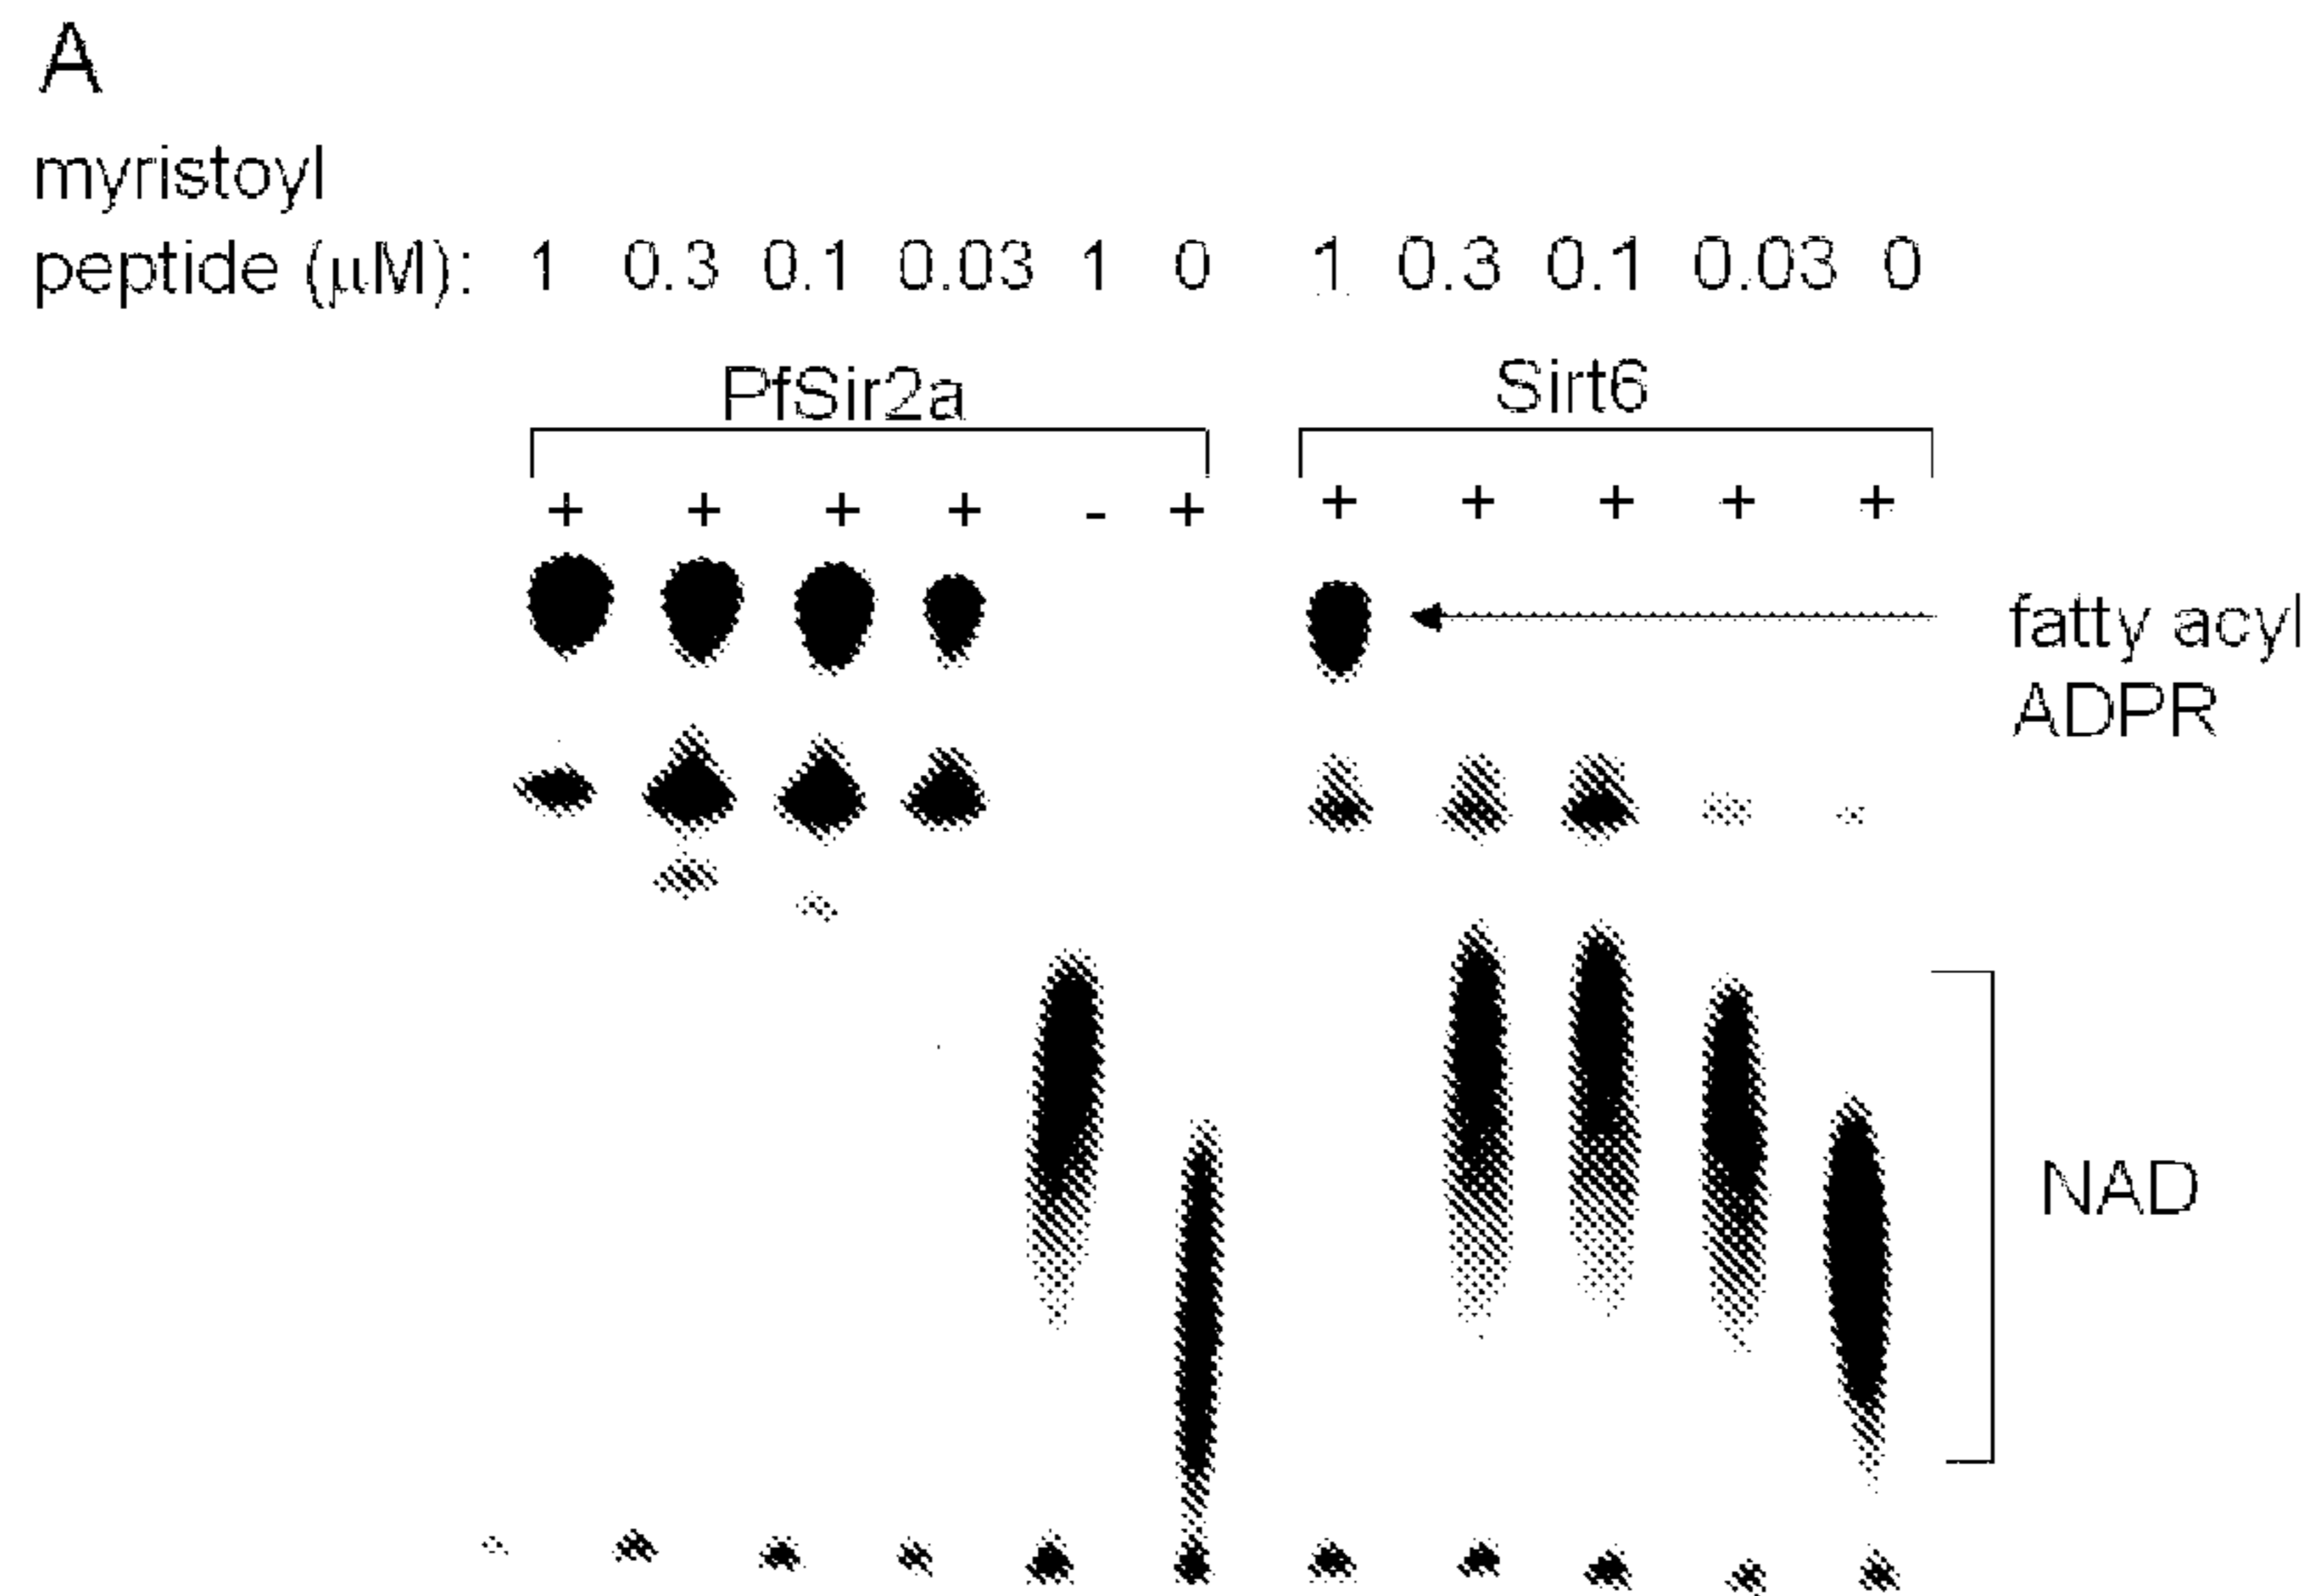 A
myristoyl
peptide (μM): 1 0.3 0.1 0.03 1 0 1 0.3 0.1 0.03 0
PfSir2a Sirt6
+ + + + - + + + + + +
fatty acyl
ADPR
NAD